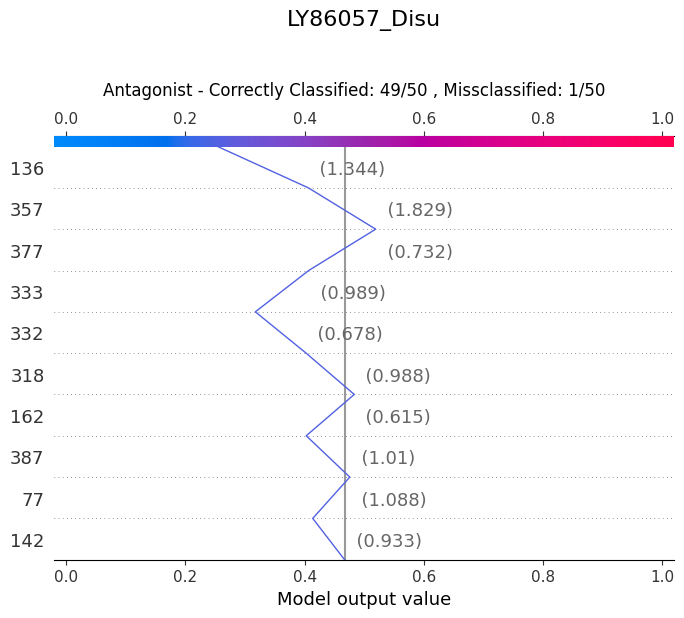 LY86057_Disu
Antagonist - Correctly Classified: 49/50 , Missclassified: 1/50
0.0 0.2 0.4 0.6 0.8 1.0
136 (1.344)
357 (1.829)
377 (0.732)
333 (0.989)
332 (0.678)
318 (0.988)
162 (0.615)
387 (1.01)
77 (1.088)
142 (0.933)
0.0 0.2 0.4 0.6 0.8 1.0
Model output value